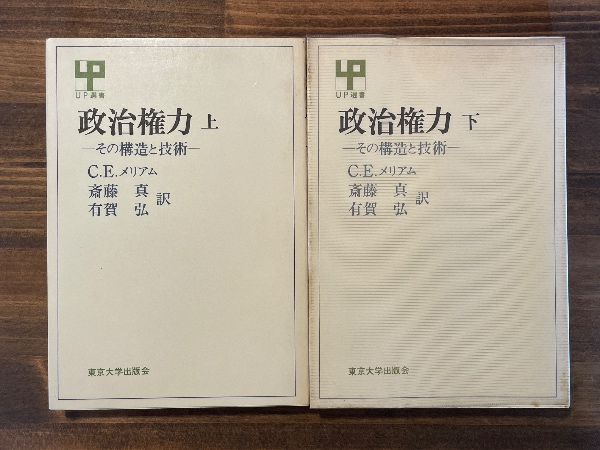 UP
UP選書
政治権力 上
—その構造と技術—
C.E.メリアム
斎藤 真
有賀 弘
訳
東京大学出版会
UP
UP選書
政治権力 下
—その構造と技術—
C.E.メリアム
斎藤 真
有賀 弘
訳
東京大学出版会